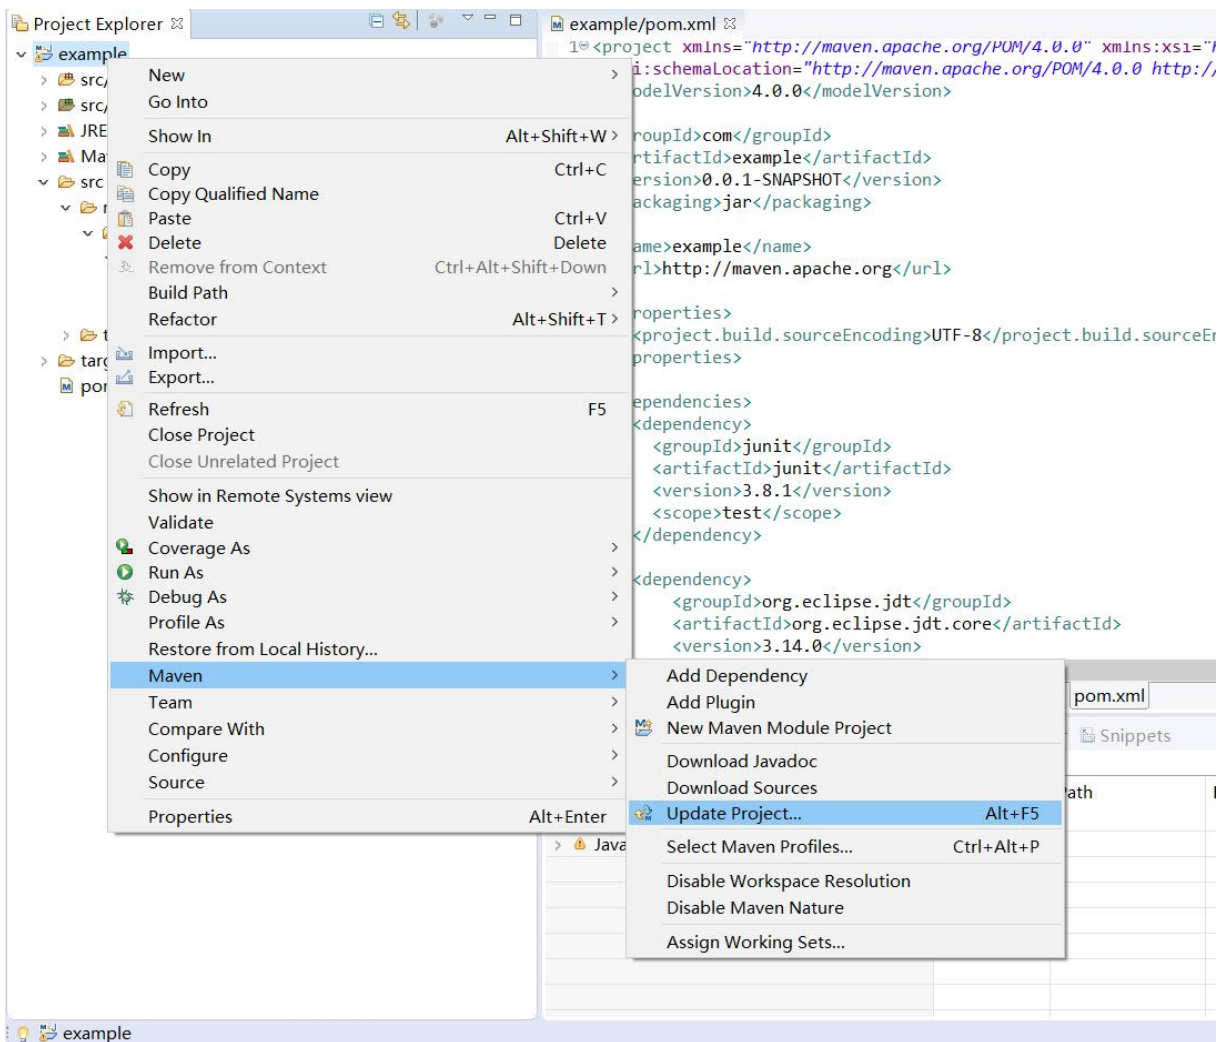 Project Explorer
example
src/
src/
JRE
Ma
src
targ
New
Go Into
Show In Alt+Shift+W
Copy Ctrl+C
Copy Qualified Name
Paste Ctrl+V
Delete Delete
Remove from Context Ctrl+Alt+Shift+Down
Build Path
Refactor Alt+Shift+T
Import...
Export...
Refresh F5
Close Project
Close Unrelated Project
Show in Remote Systems view
Validate
Coverage As
Run As
Debug As
Profile As
Restore from Local History...
Maven
Team
Compare With
Configure
Source
Properties Alt+Enter
Add Dependency
Add Plugin
New Maven Module Project
Download Javadoc
Download Sources
Update Project... Alt+F5
Select Maven Profiles... Ctrl+Alt+P
Disable Workspace Resolution
Disable Maven Nature
Assign Working Sets...
example/pom.xml
1 <project xmlns="http://maven.apache.org/POM/4.0.0" xmlns:xsi="
i:schemaLocation="http://maven.apache.org/POM/4.0.0 http:/
odelVersion>4.0.0</modelVersion>
roupId>com</groupId>
rtifactId>example</artifactId>
ersion>0.0.1-SNAPSHOT</version>
ackaging>jar</packaging>
ame>example</name>
rl>http://maven.apache.org</url>
roperties>
<project.build.sourceEncoding>UTF-8</project.build.sourceE
properties>
ependencies>
<dependency>
<groupId>junit</groupId>
<artifactId>junit</artifactId>
<version>3.8.1</version>
<scope>test</scope>
</dependency>
<dependency>
<groupId>org.eclipse.jdt</groupId>
<artifactId>org.eclipse.jdt.core</artifactId>
<version>3.14.0</version>
pom.xml
Snippets
ath
Java
example